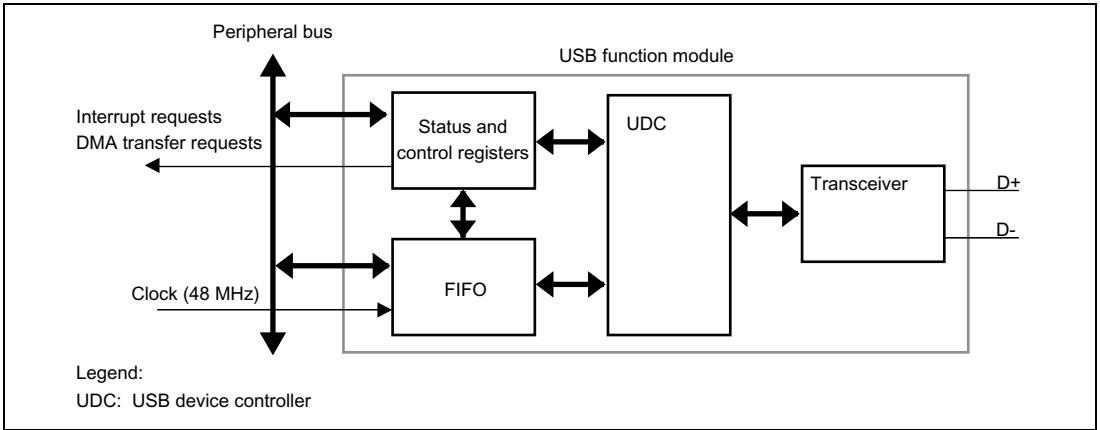 Peripheral bus
USB function module
Interrupt requests
DMA transfer requests
Status and
control registers
UDC
Transceiver
D+
D-
FIFO
Clock (48 MHz)
Legend:
UDC: USB device controller